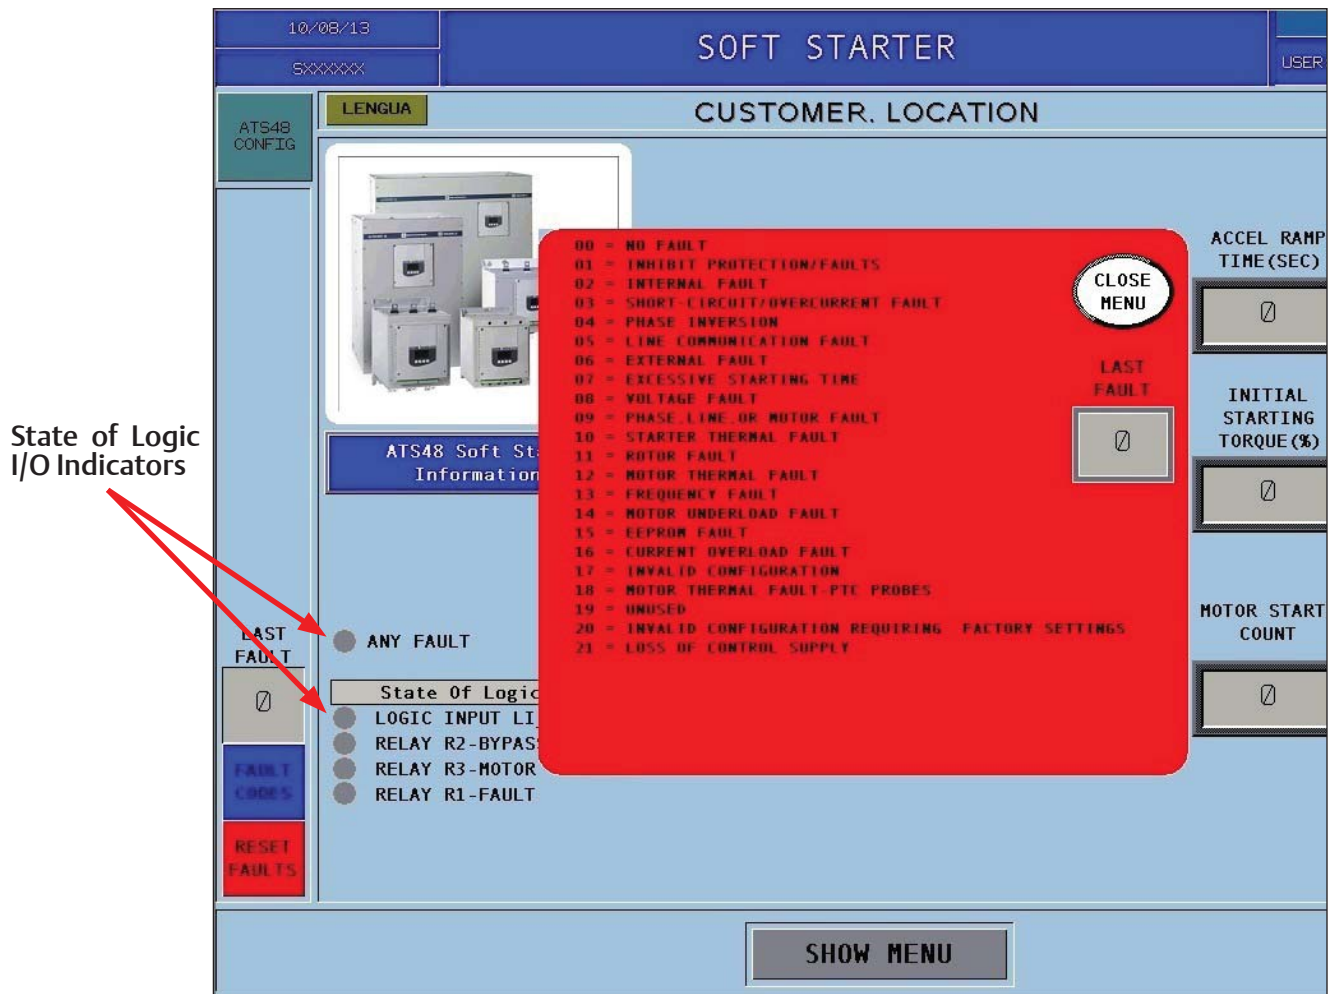 10/08/13
SXXXXXX
SOFT STARTER
USER
ATS48
CONFIG
LENGUA
CUSTOMER. LOCATION
00 = NO FAULT
01 = INHIBIT PROTECTION/FAULTS
02 = INTERNAL FAULT
03 = SHORT-CIRCUIT/OVERCURRENT FAULT
04 = PHASE INVERSION
05 = LINE COMMUNICATION FAULT
06 = EXTERNAL FAULT
07 = EXCESSIVE STARTING TIME
08 = VOLTAGE FAULT
09 = PHASE.LINE.OR MOTOR FAULT
10 = STARTER THERMAL FAULT
11 = ROTOR FAULT
12 = MOTOR THERMAL FAULT
13 = FREQUENCY FAULT
14 = MOTOR UNDERLOAD FAULT
15 = EEPROM FAULT
16 = CURRENT OVERLOAD FAULT
17 = INVALID CONFIGURATION
18 = MOTOR THERMAL FAULT-PTC PROBES
19 = UNUSED
20 = INVALID CONFIGURATION REQUIRING FACTORY SETTINGS
21 = LOSS OF CONTROL SUPPLY
CLOSE
MENU
LAST
FAULT
0
ACCEL RAMP
TIME(SEC)
0
INITIAL
STARTING
TORQUE(%)
0
MOTOR START
COUNT
0
State of Logic
I/O Indicators
ATS48 Soft St
Information
ANY FAULT
State Of Logic
LOGIC INPUT LI
RELAY R2-BYPAS
RELAY R3-MOTOR
RELAY R1-FAULT
LAST
FAULT
0
FAULT
CODES
RESET
FAULTS
SHOW MENU